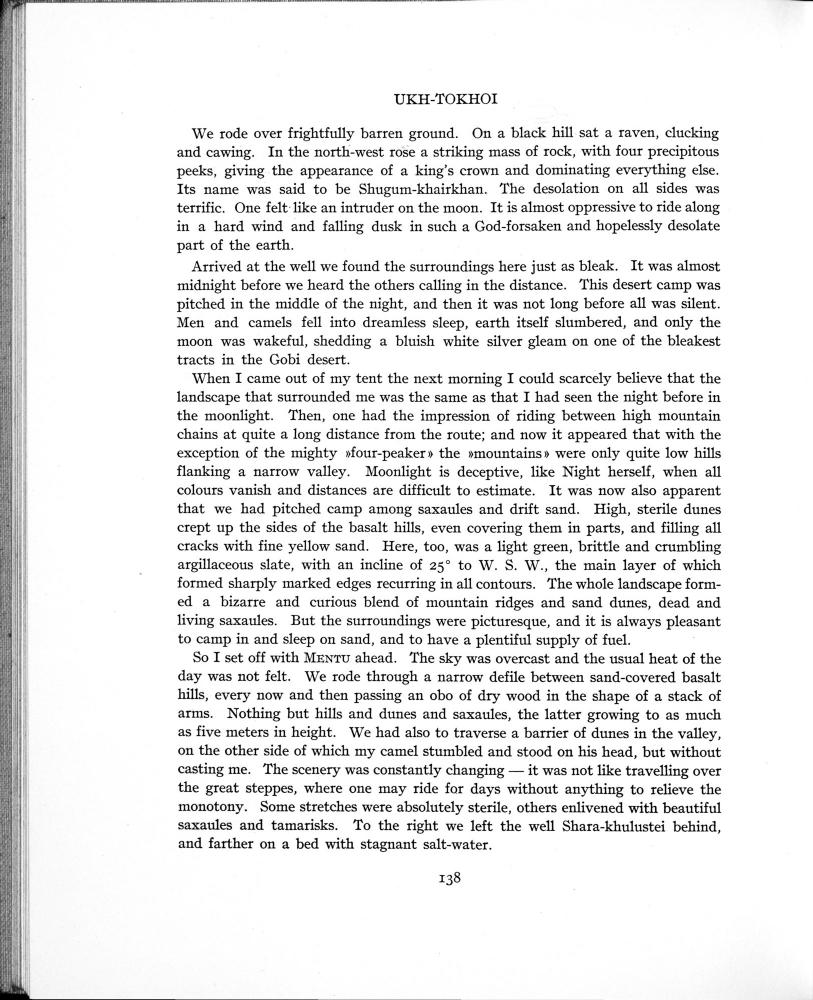 UKH-TOKHOI
We rode over frightfully barren ground. On a black hill sat a raven, clucking
and cawing. In the north-west rose a striking mass of rock, with four precipitous
peeks, giving the appearance of a king's crown and dominating everything else.
Its name was said to be Shugum-khairkhan. The desolation on all sides was
terrific. One felt like an intruder on the moon. It is almost oppressive to ride along
in a hard wind and falling dusk in such a God-forsaken and hopelessly desolate
part of the earth.
Arrived at the well we found the surroundings here just as bleak. It was almost
midnight before we heard the others calling in the distance. This desert camp was
pitched in the middle of the night, and then it was not long before all was silent.
Men and camels fell into dreamless sleep, earth itself slumbered, and only the
moon was wakeful, shedding a bluish white silver gleam on one of the bleakest
tracts in the Gobi desert.
When I came out of my tent the next morning I could scarcely believe that the
landscape that surrounded me was the same as that I had seen the night before in
the moonlight. Then, one had the impression of riding between high mountain
chains at quite a long distance from the route; and now it appeared that with the
exception of the mighty »four-peaker» the »mountains» were only quite low hills
flanking a narrow valley. Moonlight is deceptive, like Night herself, when all
colours vanish and distances are difficult to estimate. It was now also apparent
that we had pitched camp among saxaules and drift sand. High, sterile dunes
crept up the sides of the basalt hills, even covering them in parts, and filling all
cracks with fine yellow sand. Here, too, was a light green, brittle and crumbling
argillaceous slate, with an incline of 25° to W. S. W., the main layer of which
formed sharply marked edges recurring in all contours. The whole landscape form-
ed a bizarre and curious blend of mountain ridges and sand dunes, dead and
living saxaules. But the surroundings were picturesque, and it is always pleasant
to camp in and sleep on sand, and to have a plentiful supply of fuel.
So I set off with MENTU ahead. The sky was overcast and the usual heat of the
day was not felt. We rode through a narrow defile between sand-covered basalt
hills, every now and then passing an obo of dry wood in the shape of a stack of
arms. Nothing but hills and dunes and saxaules, the latter growing to as much
as five meters in height. We had also to traverse a barrier of dunes in the valley,
on the other side of which my camel stumbled and stood on his head, but without
casting me. The scenery was constantly changing — it was not like travelling over
the great steppes, where one may ride for days without anything to relieve the
monotony. Some stretches were absolutely sterile, others enlivened with beautiful
saxaules and tamarisks. To the right we left the well Shara-khulustei behind,
and farther on a bed with stagnant salt-water.
138